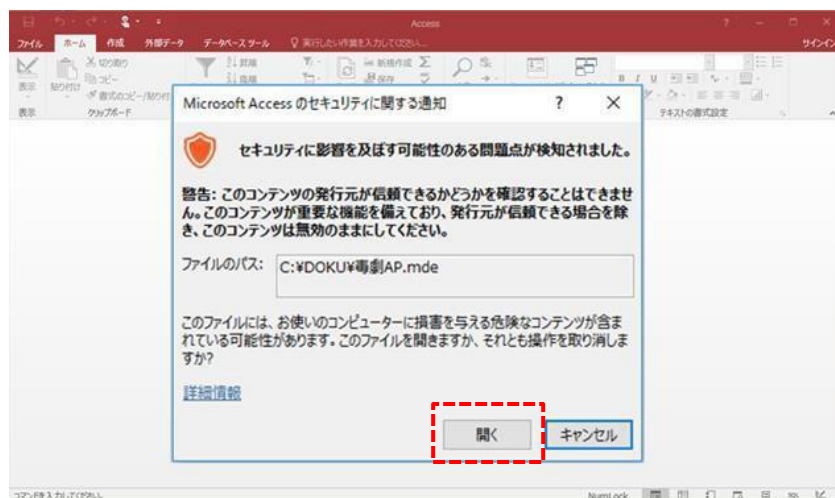 Access
ファイル ホーム 作成 外部データ データベース ツール 実行したい作業を入力してください... サインイン
表示 貼り付け 切り取り コピー 書式のコピー/貼り付け 昇順 降順 新規作成 保存 Σ B I U
表示 クリップボード テキストの書式設定
Microsoft Access のセキュリティに関する通知 ? ×
セキュリティに影響を及ぼす可能性のある問題点が検知されました。
警告: このコンテンツの発行元が信頼できるかどうかを確認することはできませ
ん。このコンテンツが重要な機能を備えており、発行元が信頼できる場合を除
き、このコンテンツは無効のままにしてください。
ファイルのパス: C:¥DOKU¥毒劇AP.mde
このファイルには、お使いのコンピューターに損害を与える危険なコンテンツが含ま
れている可能性があります。このファイルを開きますか、それとも操作を取り消しま
すか?
詳細情報
開く キャンセル
コマンドを入力してください。 NumLock